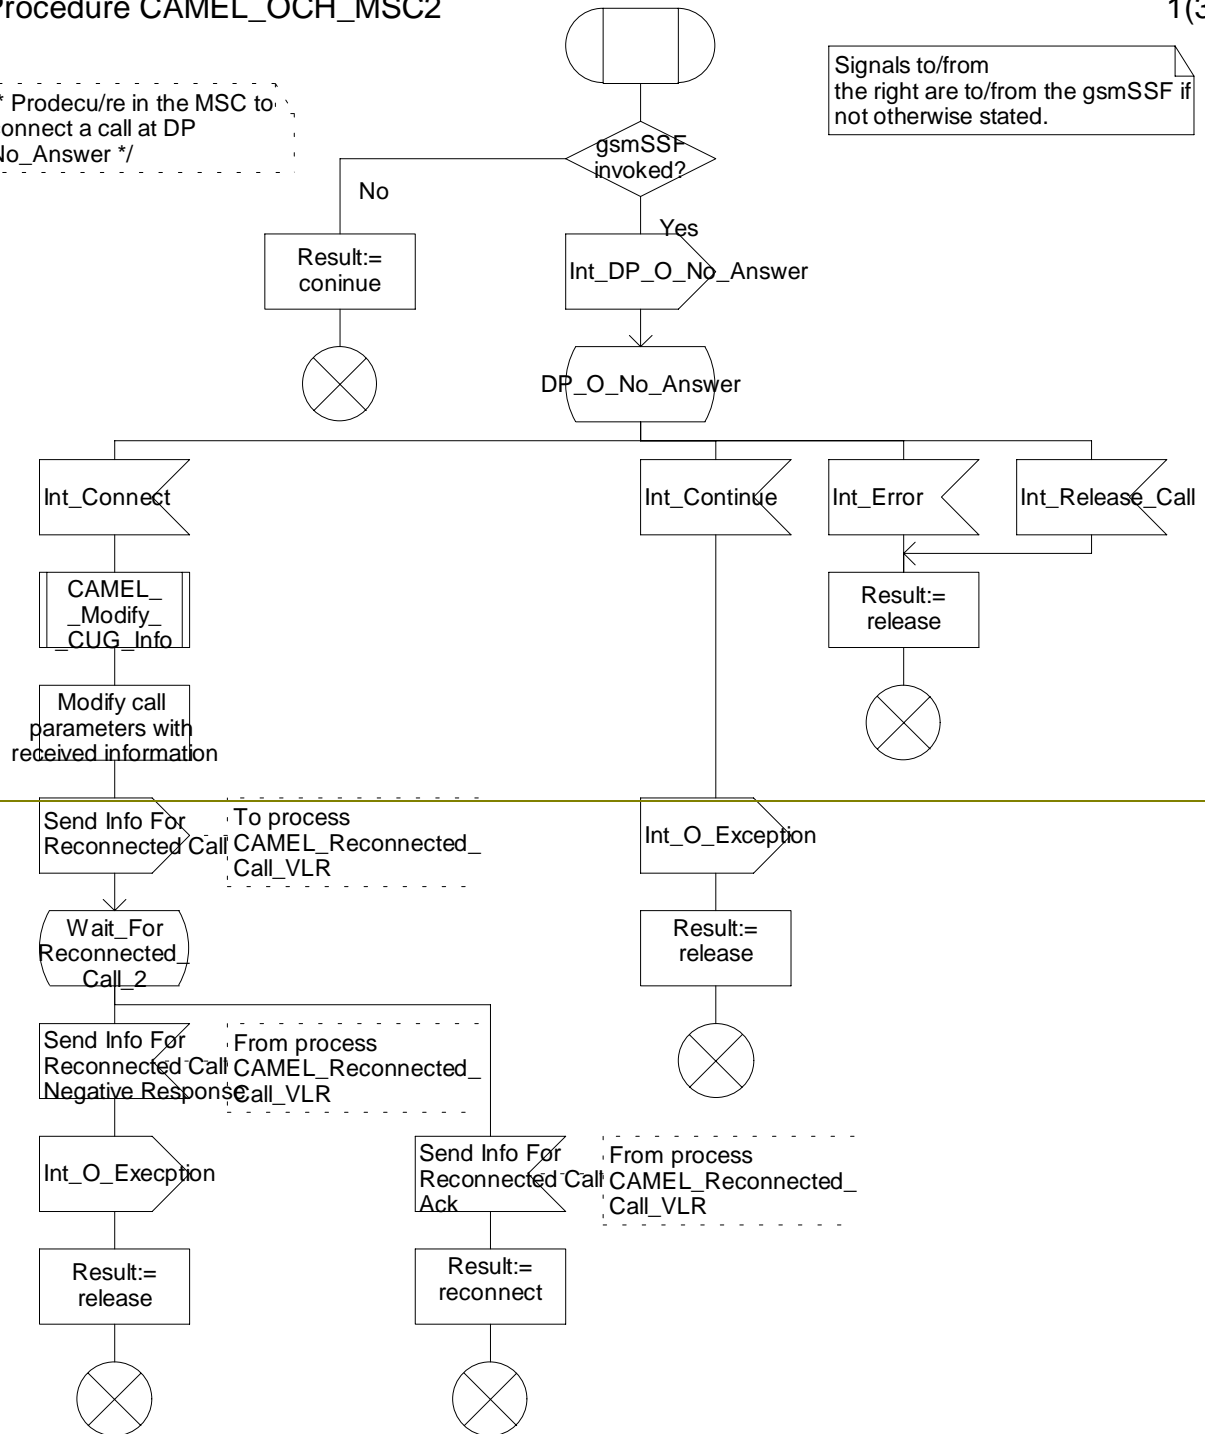 Procedure CAMEL_OCH_MSC2
1(3
* Prodecu/re in the MSC to
onnect a call at DP
No_Answer */
Signals to/from
the right are to/from the gsmSSF if
not otherwise stated.
gsmSSF
invoked?
No
Yes
Result:=
coninue
Int_DP_O_No_Answer
DP_O_No_Answer
Int_Connect
Int_Continue
Int_Error
Int_Release_Call
CAMEL_
_Modify_
_CUG_Info
Result:=
release
Modify call
parameters with
received information
Send Info For
Reconnected Call
To process
CAMEL_Reconnected_
Call_VLR
Int_O_Exception
Wait_For
Reconnected_
Call_2
Result:=
release
Send Info For
Reconnected Call
Negative Response
From process
CAMEL_Reconnected_
Call_VLR
Int_O_Execption
Send Info For
Reconnected Call
Ack
From process
CAMEL_Reconnected_
Call_VLR
Result:=
release
Result:=
reconnect